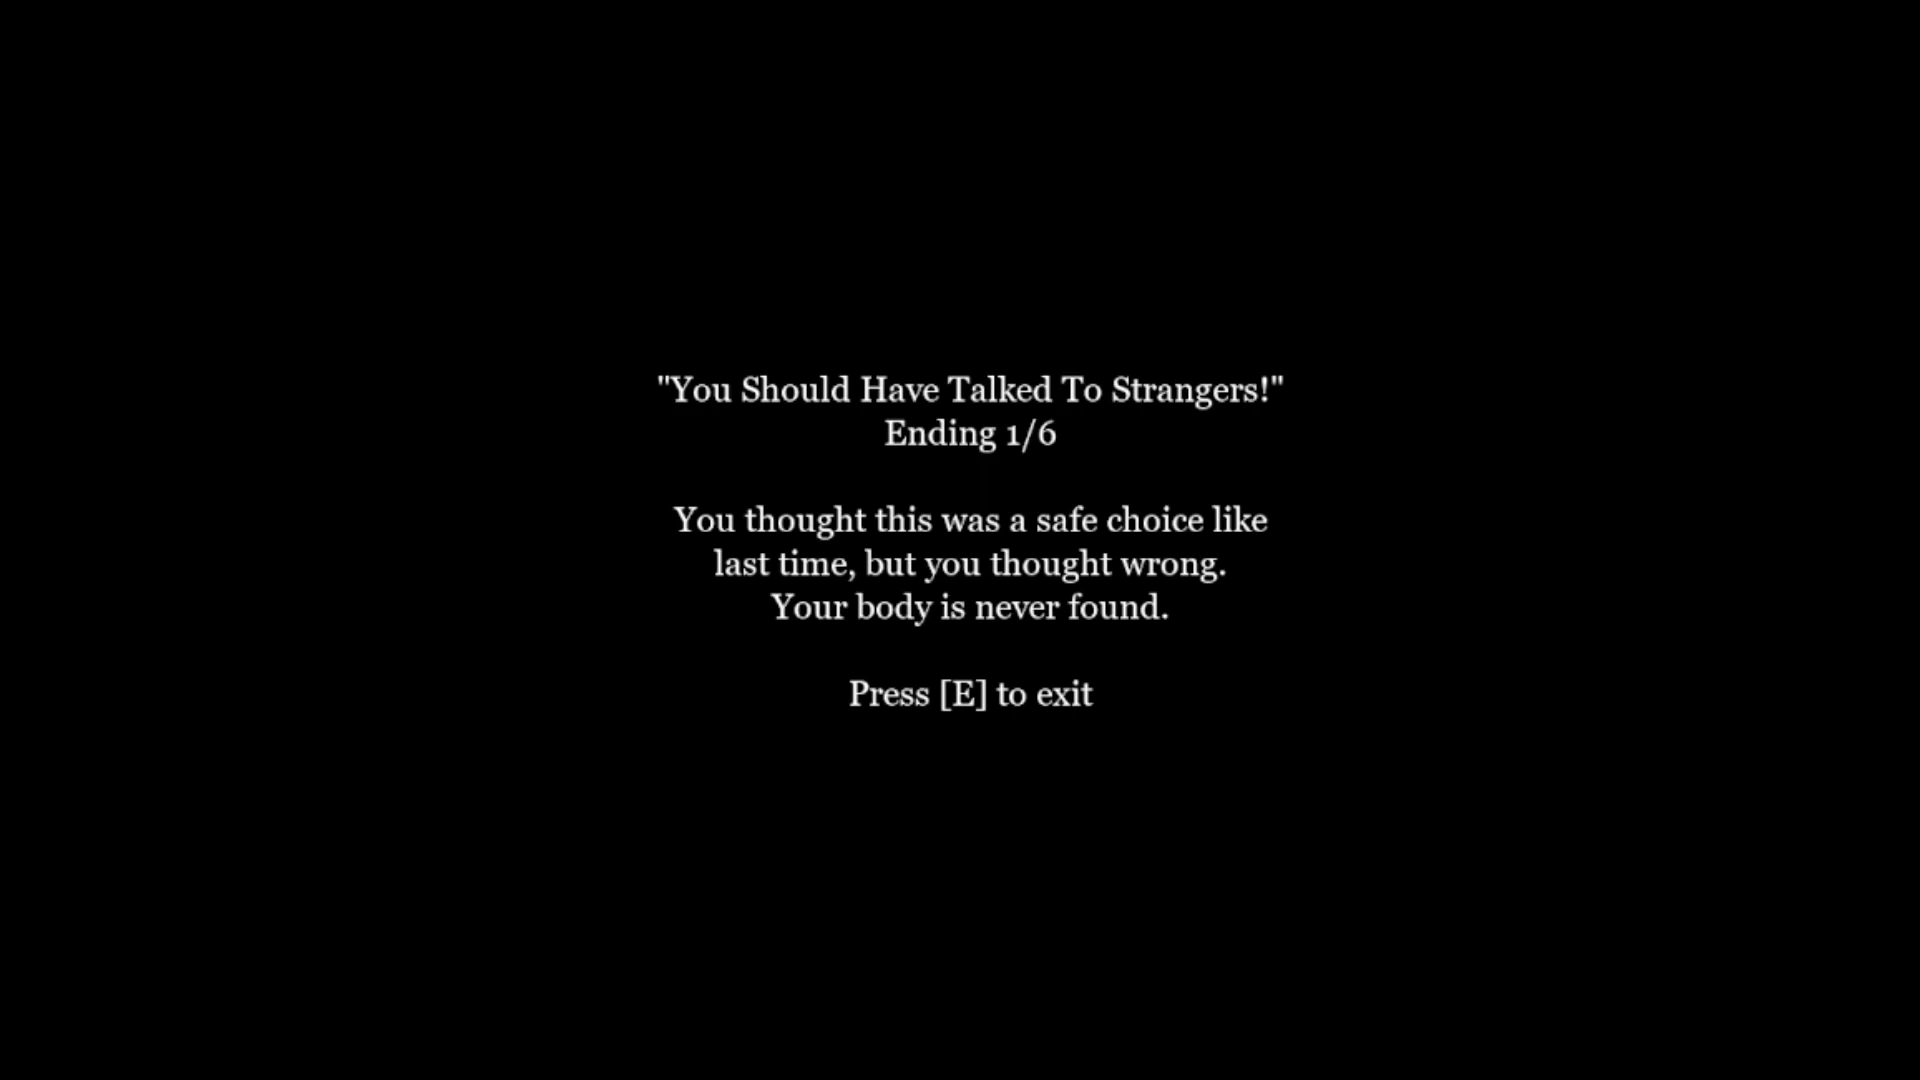 "You Should Have Talked To Strangers!"
Ending 1/6
You thought this was a safe choice like
last time, but you thought wrong.
Your body is never found.
Press [E] to exit